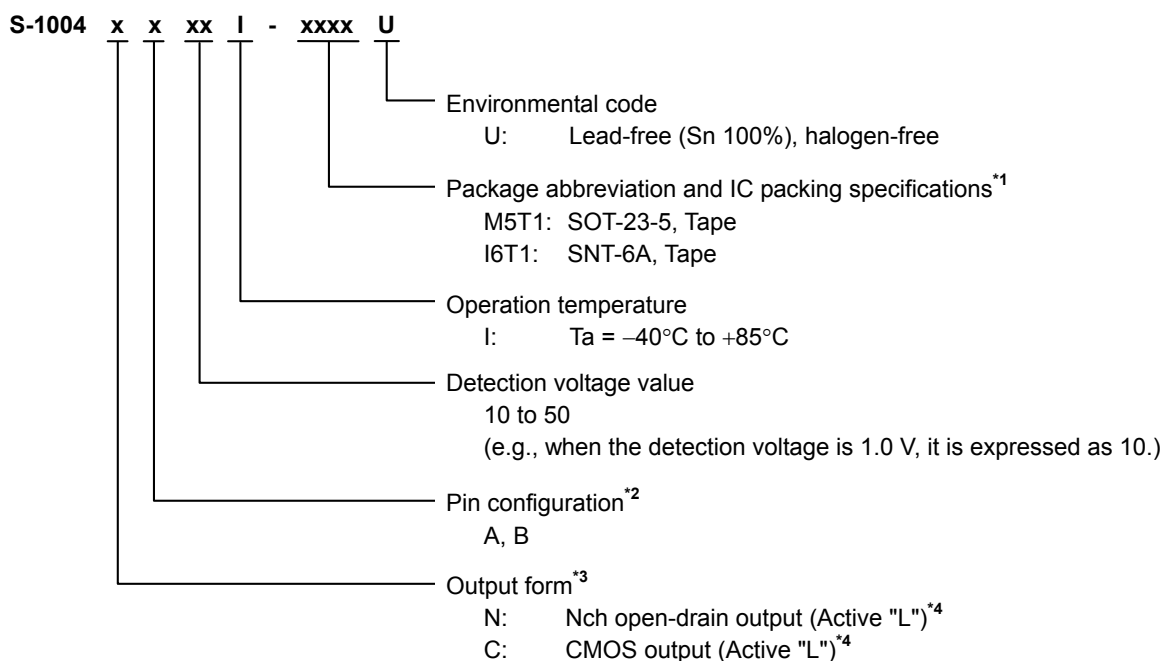 S-1004 x x xx I - xxxx U
Environmental code
U: Lead-free (Sn 100%), halogen-free
Package abbreviation and IC packing specifications*1
M5T1: SOT-23-5, Tape
I6T1: SNT-6A, Tape
Operation temperature
I: Ta = −40°C to +85°C
Detection voltage value
10 to 50
(e.g., when the detection voltage is 1.0 V, it is expressed as 10.)
Pin configuration*2
A, B
Output form*3
N: Nch open-drain output (Active "L")*4
C: CMOS output (Active "L")*4